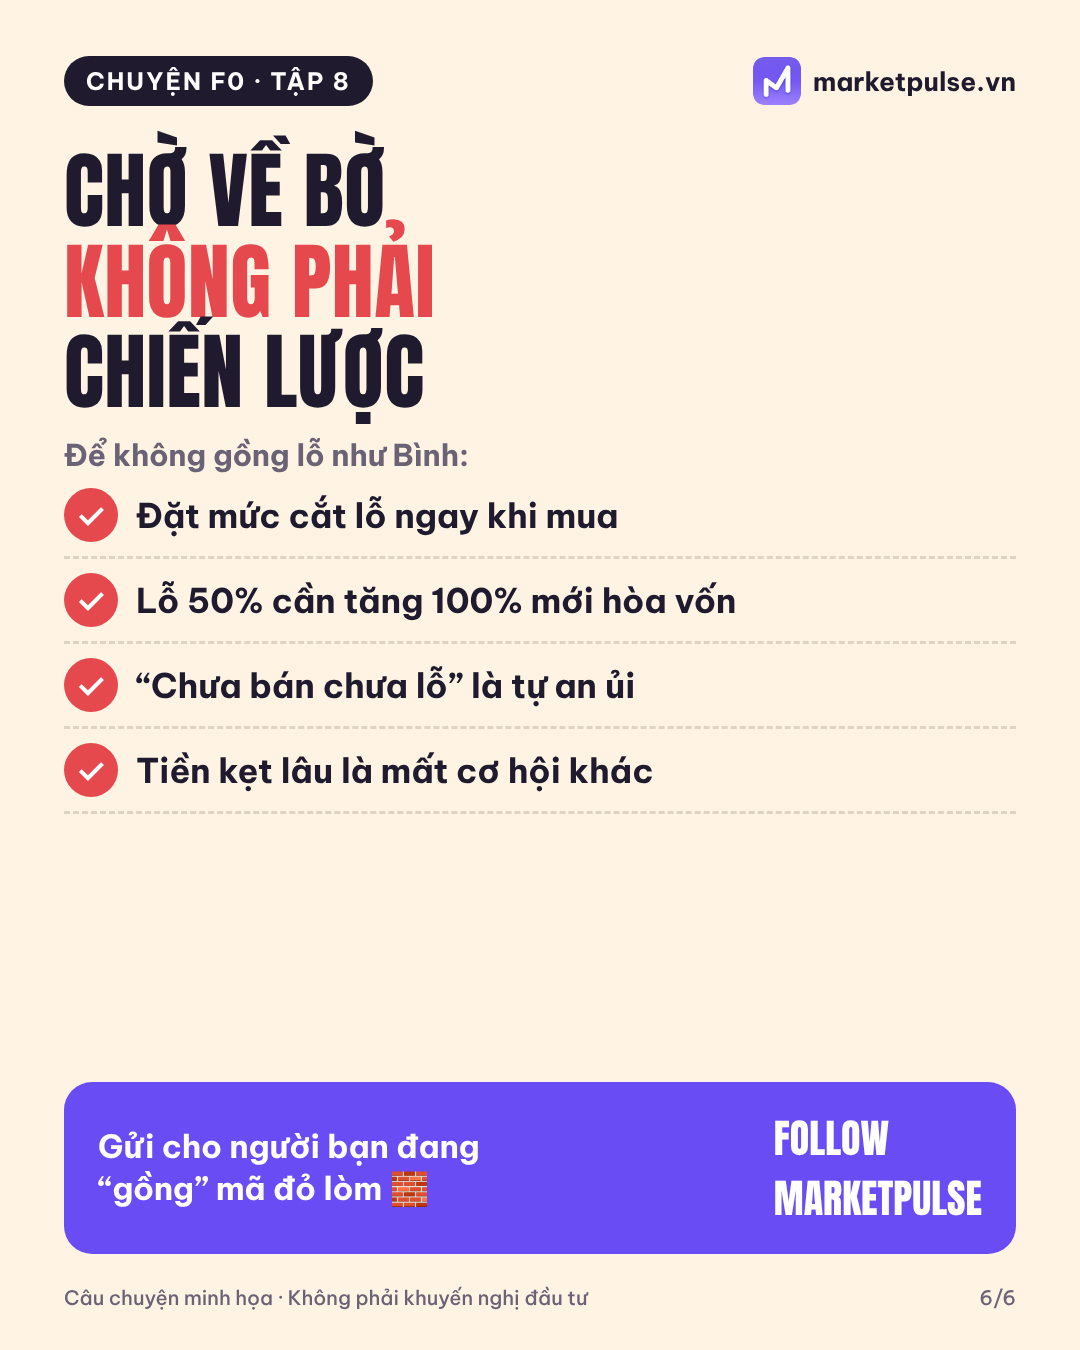 CHUYỆN F0 · TẬP 8
marketpulse.vn
CHỜ VỀ BỜ
KHÔNG PHẢI
CHIẾN LƯỢC
Để không gồng lỗ như Bình:
Đặt mức cắt lỗ ngay khi mua
Lỗ 50% cần tăng 100% mới hòa vốn
“Chưa bán chưa lỗ” là tự an ủi
Tiền kẹt lâu là mất cơ hội khác
Gửi cho người bạn đang
“gồng” mã đỏ lòm 🧱
FOLLOW
MARKETPULSE
Câu chuyện minh họa · Không phải khuyến nghị đầu tư
6/6